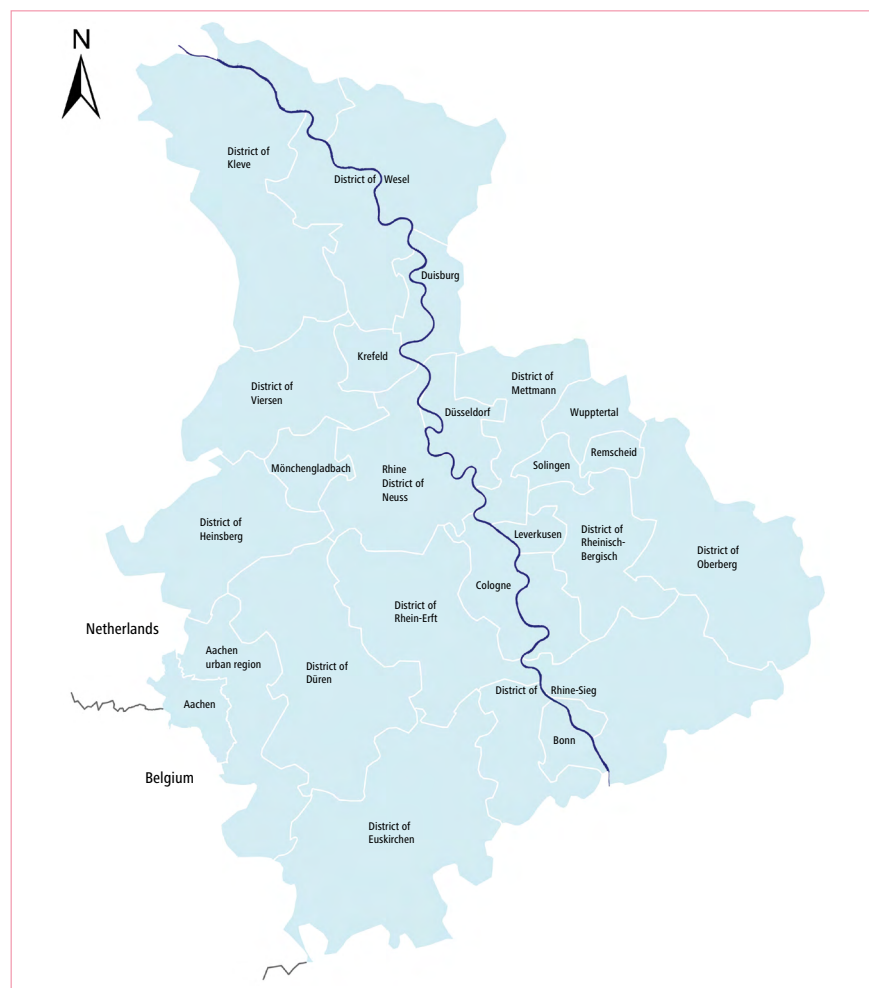 N
District of
Kleve
District of Wesel
Duisburg
Krefeld
District of
Mettmann
District of
Viersen
Düsseldorf
Wupptertal
Remscheid
Solingen
Mönchengladbach
Rhine
District of
Neuss
District of
Heinsberg
Leverkusen
District of
Rheinisch-
Bergisch
District of
Oberberg
Cologne
District of
Rhein-Erft
Netherlands
Aachen
urban region
District of
Düren
District of Rhine-Sieg
Aachen
Bonn
Belgium
District of
Euskirchen